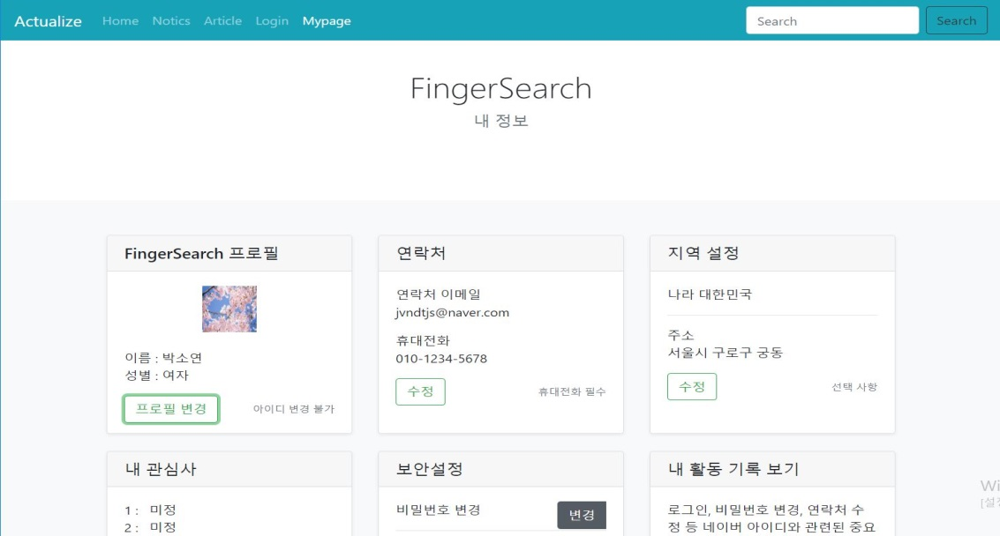 Actualize Home Notics Article Login Mypage Search Search
FingerSearch
내 정보
FingerSearch 프로필
이름 : 박소연
성별 : 여자
프로필 변경 아이디 변경 불가
연락처
연락처 이메일
jvndtjs@naver.com
휴대전화
010-1234-5678
수정 휴대전화 필수
지역 설정
나라 대한민국
주소
서울시 구로구 궁동
수정 선택 사항
내 관심사
1 : 미정
2 : 미정
보안설정
비밀번호 변경 변경
내 활동 기록 보기
로그인, 비밀번호 변경, 연락처 수
정 등 네이버 아이디와 관련된 중요